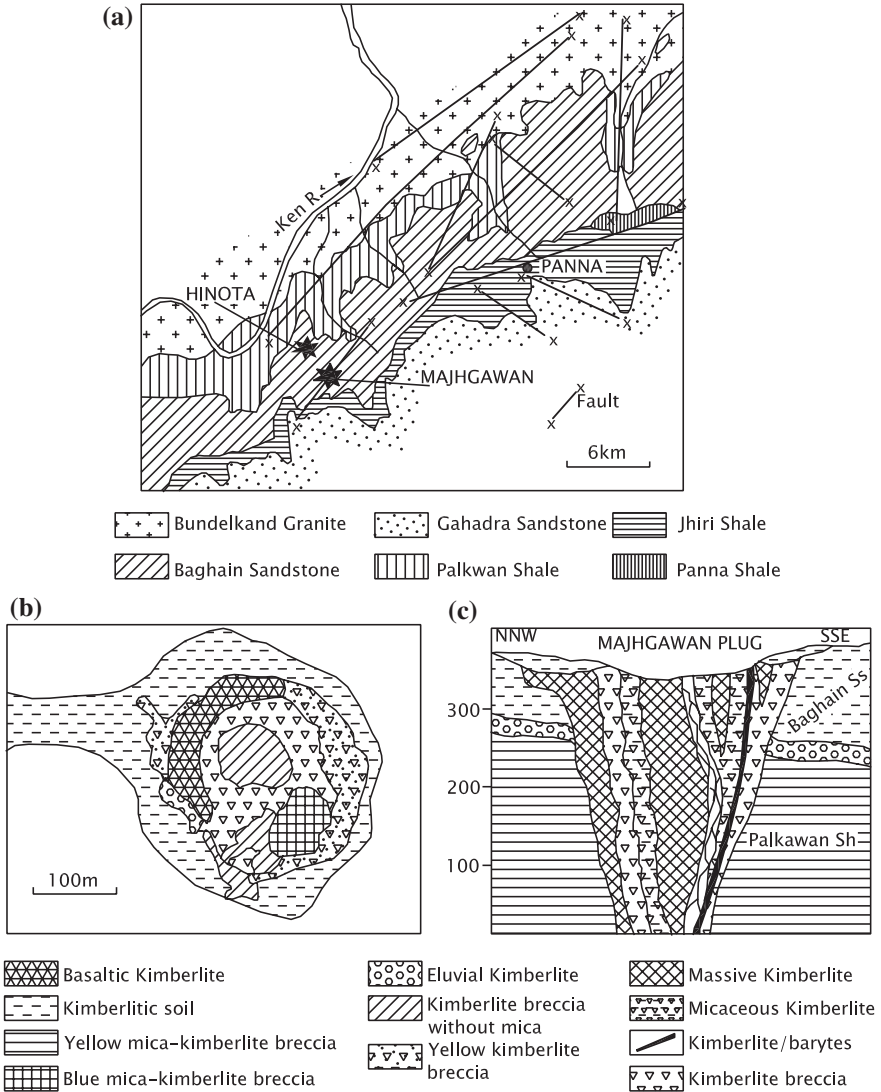 (a)
Ken R.
HINOTA
PANNA
MAJHGAWAN
Fault
6km
Bundelkand Granite
Gahadra Sandstone
Jhiri Shale
Baghain Sandstone
Palkwan Shale
Panna Shale
(b)
100m
(c)
NNW
MAJHGAWAN PLUG
SSE
300
200
100
Baghain Ss
Palkawan Sh
Basaltic Kimberlite
Eluvial Kimberlite
Massive Kimberlite
Kimberlitic soil
Kimberlite breccia
without mica
Micaceous Kimberlite
Yellow mica-kimberlite breccia
Yellow kimberlite
breccia
Kimberlite/barytes
Blue mica-kimberlite breccia
Kimberlite breccia